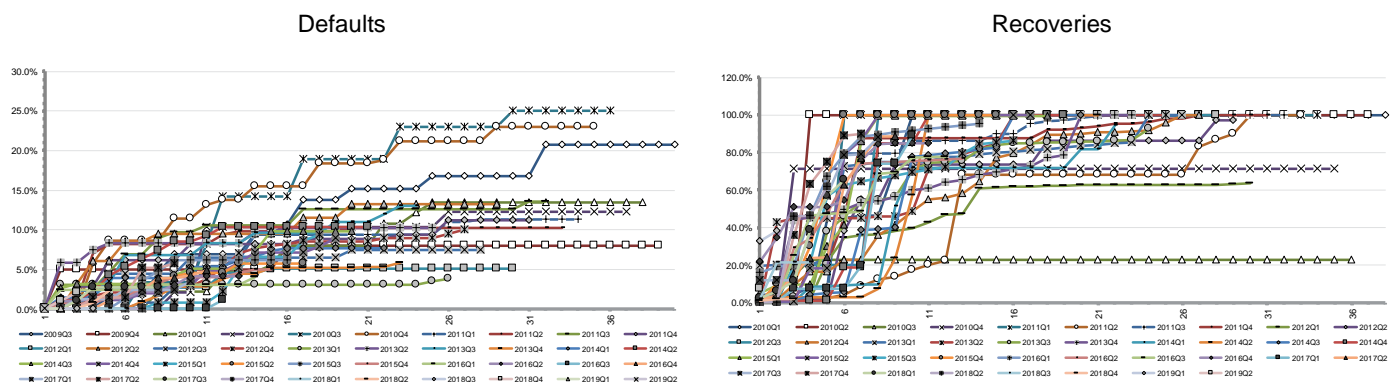 Defaults
30.0%
25.0%
20.0%
15.0%
10.0%
5.0%
0.0%
1 6 11 16 21 26 31 36
2009Q3 2009Q4 2010Q1 2010Q2 2010Q3 2010Q4 2011Q1 2011Q2 2011Q3 2011Q4
2012Q1 2012Q2 2012Q3 2012Q4 2013Q1 2013Q2 2013Q3 2013Q4 2014Q1 2014Q2
2014Q3 2014Q4 2015Q1 2015Q2 2015Q3 2015Q4 2016Q1 2016Q2 2016Q3 2016Q4
2017Q1 2017Q2 2017Q3 2017Q4 2018Q1 2018Q2 2018Q3 2018Q4 2019Q1 2019Q2
Recoveries
120.0%
100.0%
80.0%
60.0%
40.0%
20.0%
0.0%
1 6 11 16 21 26 31 36
2010Q1 2010Q2 2010Q3 2010Q4 2011Q1 2011Q2 2011Q3 2011Q4 2012Q1 2012Q2
2012Q3 2012Q4 2013Q1 2013Q2 2013Q3 2013Q4 2014Q1 2014Q2 2014Q3 2014Q4
2015Q1 2015Q2 2015Q3 2015Q4 2016Q1 2016Q2 2016Q3 2016Q4 2017Q1 2017Q2
2017Q3 2017Q4 2018Q1 2018Q2 2018Q3 2018Q4 2019Q1 2019Q2